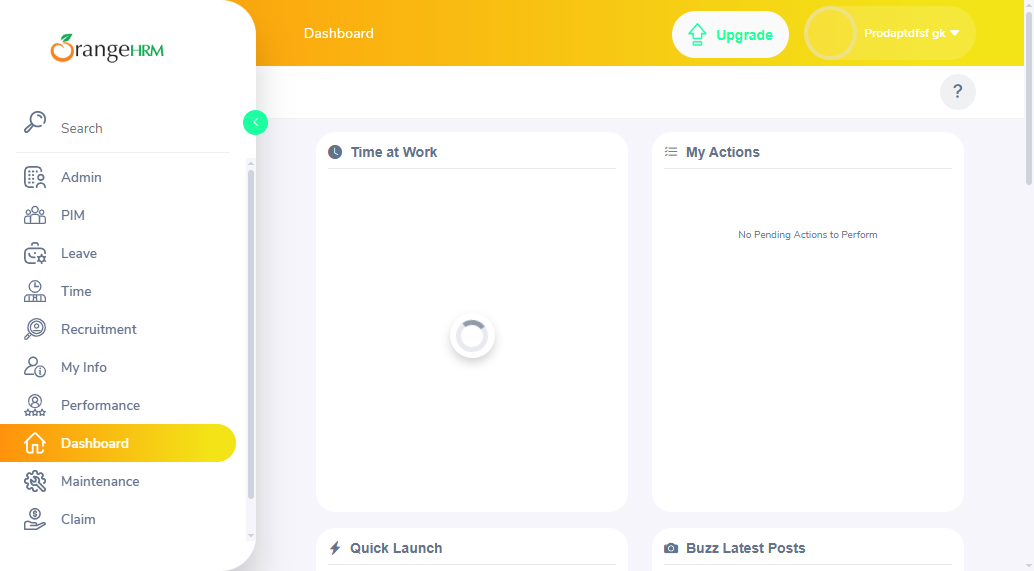 OrangeHRM
Dashboard
Upgrade
Prodaptdfsf gk
?
Search
Admin
PIM
Leave
Time
Recruitment
My Info
Performance
Dashboard
Maintenance
Claim
Time at Work
My Actions
No Pending Actions to Perform
Quick Launch
Buzz Latest Posts